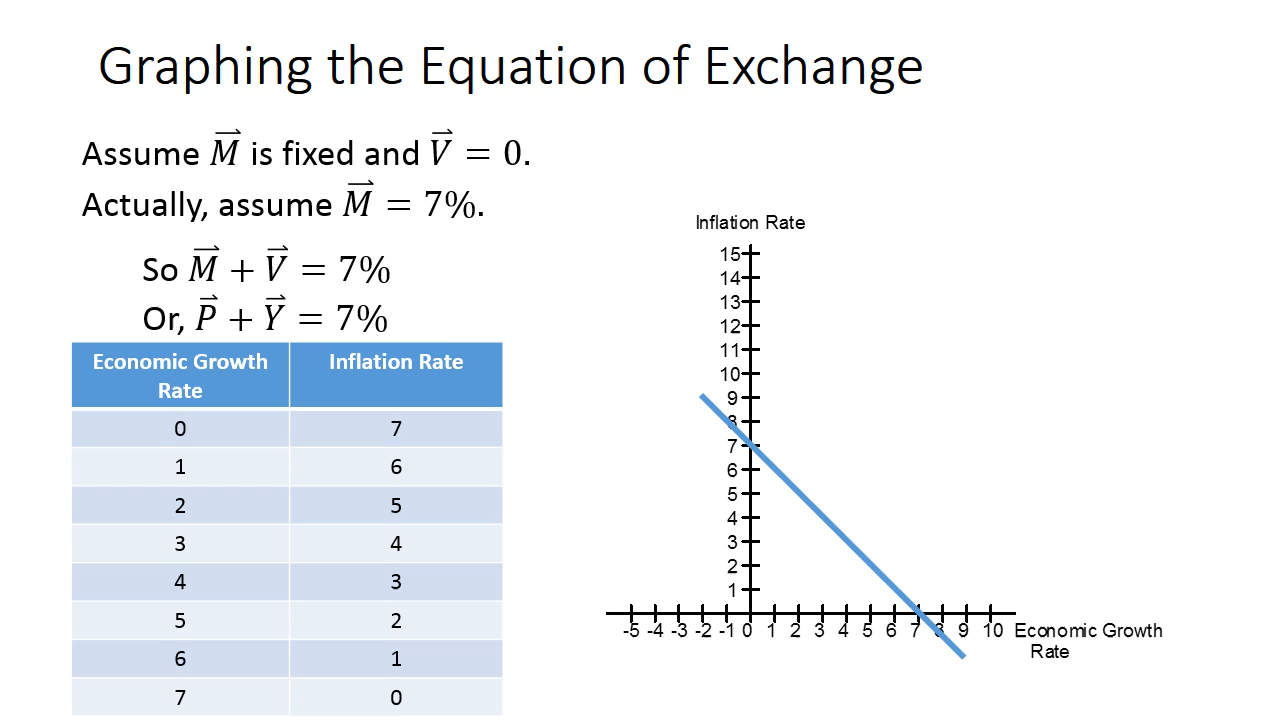 Graphing the Equation of Exchange
Assume M⃗ is fixed and V⃗ = 0.
Actually, assume M⃗ = 7%.
So M⃗ + V⃗ = 7%
Or, P⃗ + Y⃗ = 7%
Economic Growth Rate Inflation Rate
0 7
1 6
2 5
3 4
4 3
5 2
6 1
7 0
Inflation Rate
15
14
13
12
11
10
9
8
7
6
5
4
3
2
1
-5 -4 -3 -2 -1 0 1 2 3 4 5 6 7 8 9 10 Economic Growth
Rate